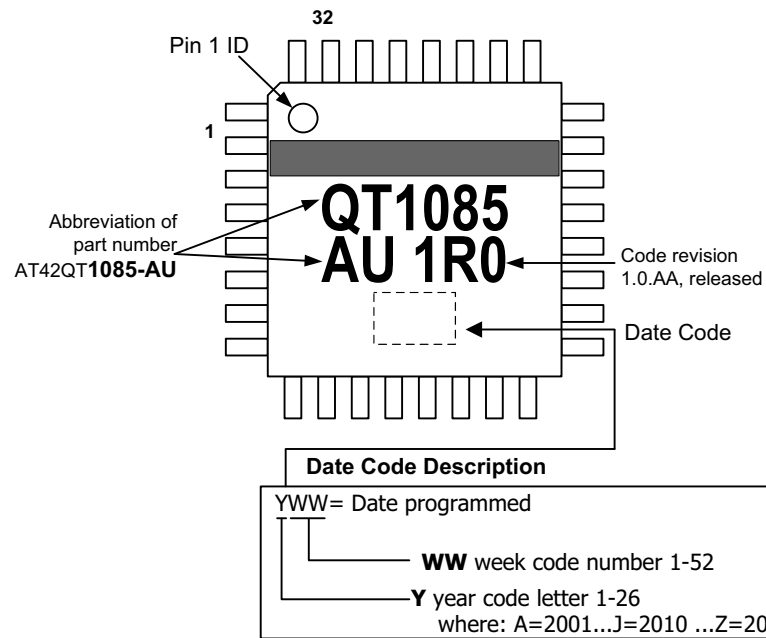 32
Pin 1 ID
1
QT1085
AU 1R0
Abbreviation of
part number
AT42QT1085-AU
Code revision
1.0.AA, released
Date Code
Date Code Description
YWW= Date programmed
WW week code number 1-52
Y year code letter 1-26
where: A=2001...J=2010 ...Z=20